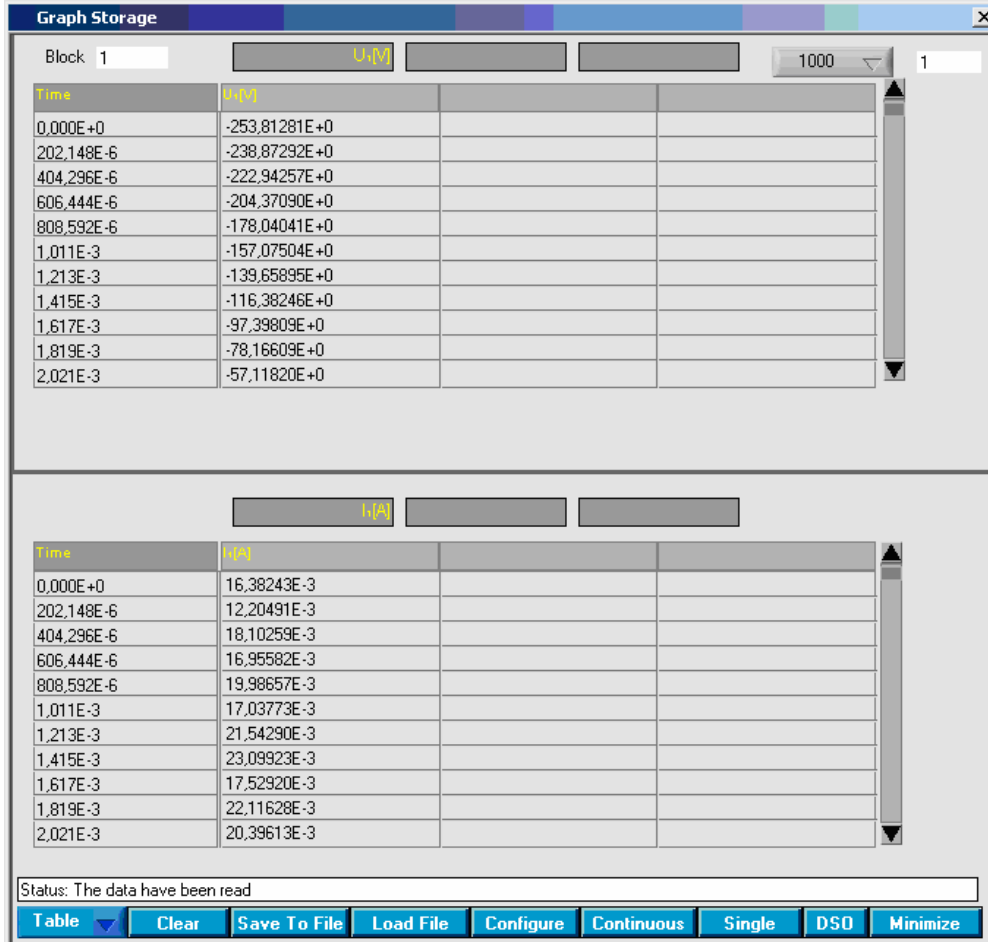 Graph Storage
Block 1 U₁[V] 1000 1
Time U₁[V]
0,000E+0 -253,81281E+0
202,148E-6 -238,87292E+0
404,296E-6 -222,94257E+0
606,444E-6 -204,37090E+0
808,592E-6 -178,04041E+0
1,011E-3 -157,07504E+0
1,213E-3 -139,65895E+0
1,415E-3 -116,38246E+0
1,617E-3 -97,39809E+0
1,819E-3 -78,16609E+0
2,021E-3 -57,11820E+0
I₁[A]
Time I₁[A]
0,000E+0 16,38243E-3
202,148E-6 12,20491E-3
404,296E-6 18,10259E-3
606,444E-6 16,95582E-3
808,592E-6 19,98657E-3
1,011E-3 17,03773E-3
1,213E-3 21,54290E-3
1,415E-3 23,09923E-3
1,617E-3 17,52920E-3
1,819E-3 22,11628E-3
2,021E-3 20,39613E-3
Status: The data have been read
Table Clear Save To File Load File Configure Continuous Single DSO Minimize